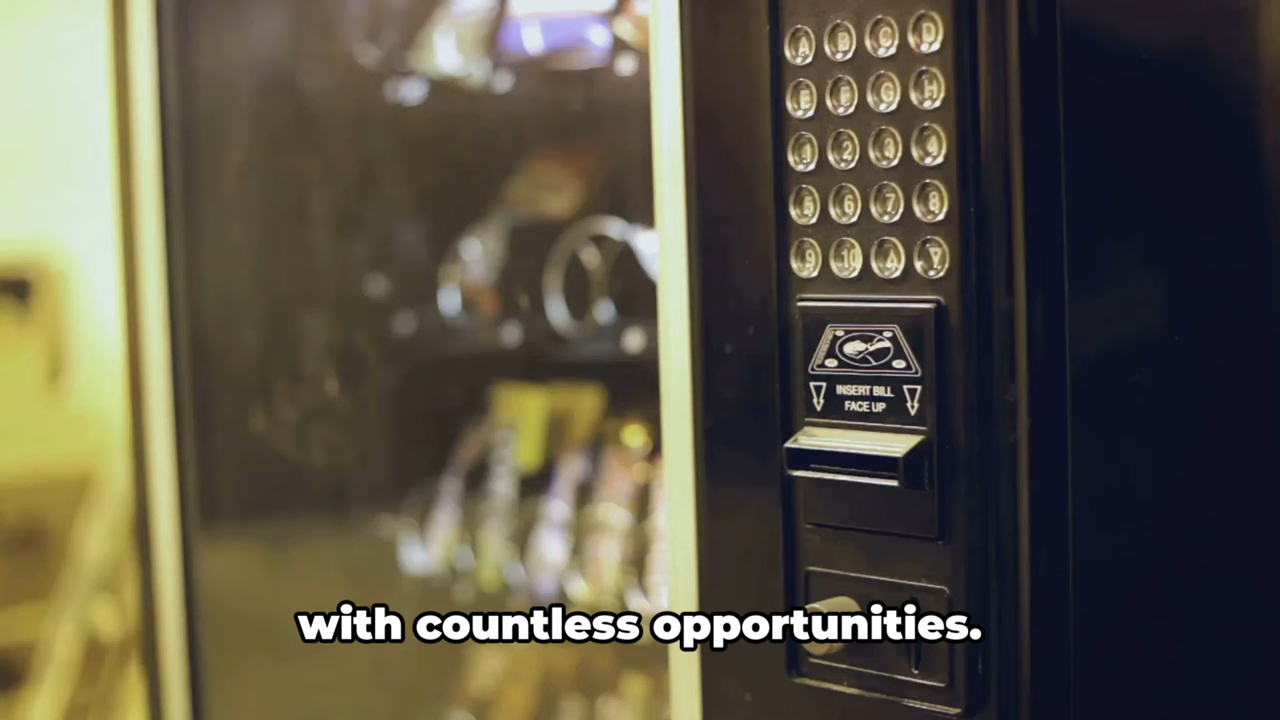 A B C D
E F G H
1 2 3 4
5 6 7 8
9 10
INSERT BILL
FACE UP
with countless opportunities.